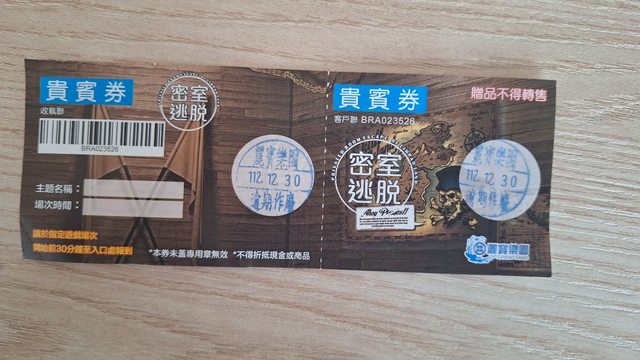 貴賓券
收執聯
密室
逃脫
BRA023526
主題名稱：
場次時間：
請於指定遊戲場次
開始前30分鐘至入口處報到
*本券未蓋專用章無效 *不得折抵現金或商品
麗寶樂園
112.12.30
貴賓券
贈品不得轉售
客戶聯 BRA023526
密室
逃脫
麗寶樂園
112.12.30
麗寶樂園